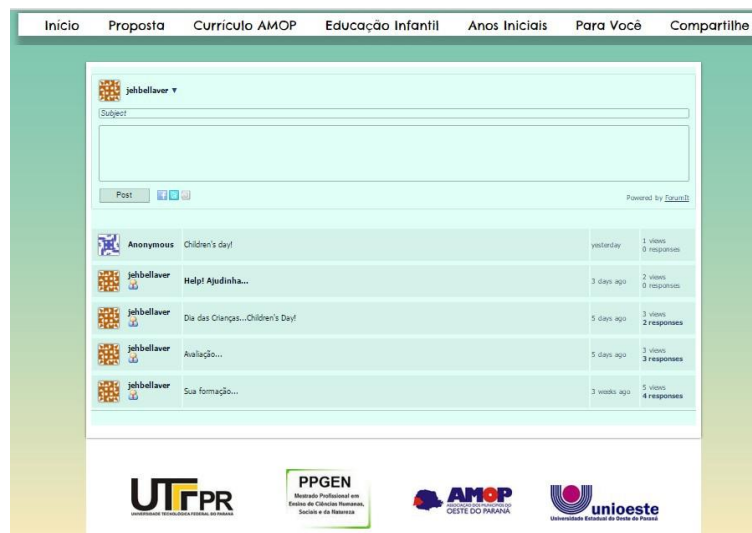 Início Proposta Currículo AMOP Educação Infantil Anos Iniciais Para Você Compartilhe
jehbellaver ▼
Subject
Post
Powered by ForumIt
Anonymous Children's day! yesterday 1 views
0 responses
jehbellaver Help! Ajudinha... 3 days ago 2 views
0 responses
jehbellaver Dia das Crianças...Children's Day! 5 days ago 3 views
2 responses
jehbellaver Avaliação... 5 days ago 3 views
3 responses
jehbellaver Sua formação... 3 weeks ago 5 views
4 responses
UTFPR
UNIVERSIDADE TECNOLÓGICA FEDERAL DO PARANÁ
PPGEN
Mestrado Profissional em
Ensino de Ciências Humanas,
Sociais e da Natureza
AMOP
ASSOCIAÇÃO DOS MUNICÍPIOS DO
OESTE DO PARANÁ
unioeste
Universidade Estadual do Oeste do Paraná